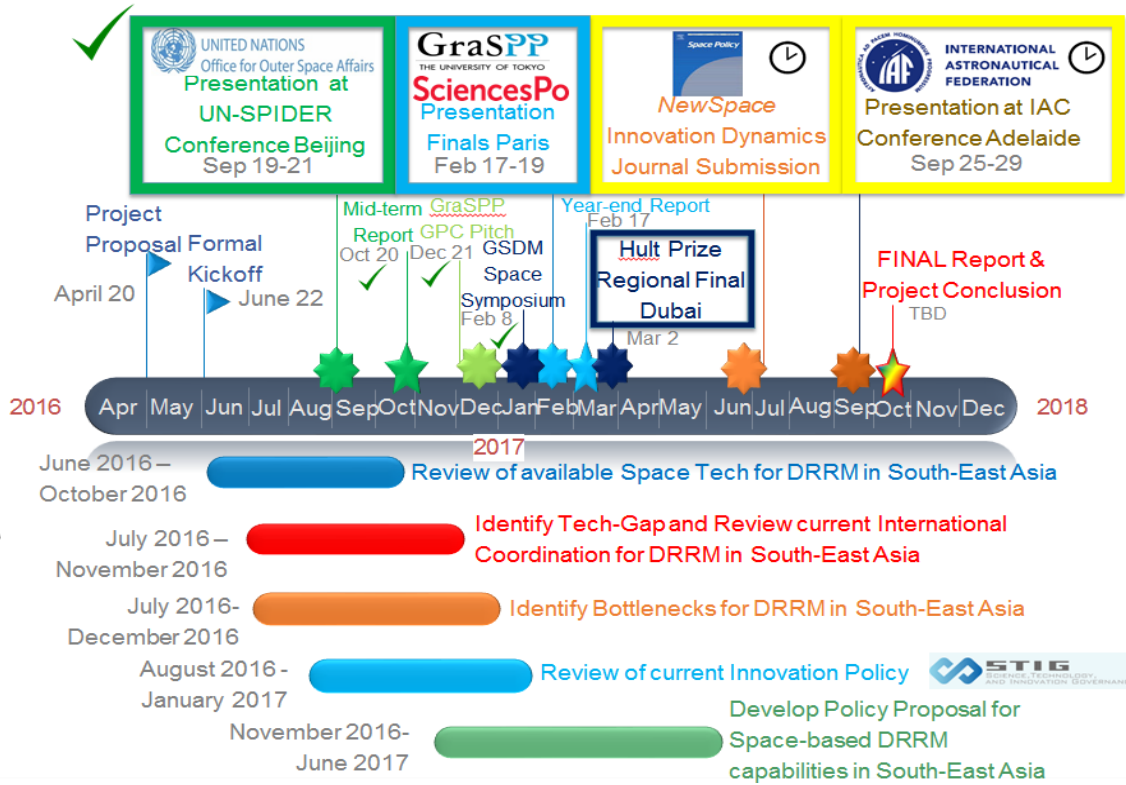 UNITED NATIONS
Office for Outer Space Affairs
Presentation at
UN-SPIDER
Conference Beijing
Sep 19-21
GraSPP
THE UNIVERSITY OF TOKYO
SciencesPo
Presentation
Finals Paris
Feb 17-19
Space Policy
NewSpace
Innovation Dynamics
Journal Submission
IAF
INTERNATIONAL
ASTRONAUTICAL
FEDERATION
Presentation at IAC
Conference Adelaide
Sep 25-29
Project
Proposal
April 20
Formal
Kickoff
June 22
Mid-term
Report
Oct 20
GraSPP
GPC Pitch
Dec 21
GSDM
Space
Symposium
Feb 8
Year-end Report
Feb 17
Hult Prize
Regional Final
Dubai
Mar 2
FINAL Report &
Project Conclusion
TBD
2016 Apr May Jun Jul Aug Sep Oct Nov Dec Jan Feb Mar Apr May Jun Jul Aug Sep Oct Nov Dec 2018
2017
June 2016 –
October 2016
Review of available Space Tech for DRRM in South-East Asia
July 2016 –
November 2016
Identify Tech-Gap and Review current International
Coordination for DRRM in South-East Asia
July 2016-
December 2016
Identify Bottlenecks for DRRM in South-East Asia
August 2016 -
January 2017
Review of current Innovation Policy
STIG
SCIENCE, TECHNOLOGY,
AND INNOVATION GOVERNANC
November 2016-
June 2017
Develop Policy Proposal for
Space-based DRRM
capabilities in South-East Asia